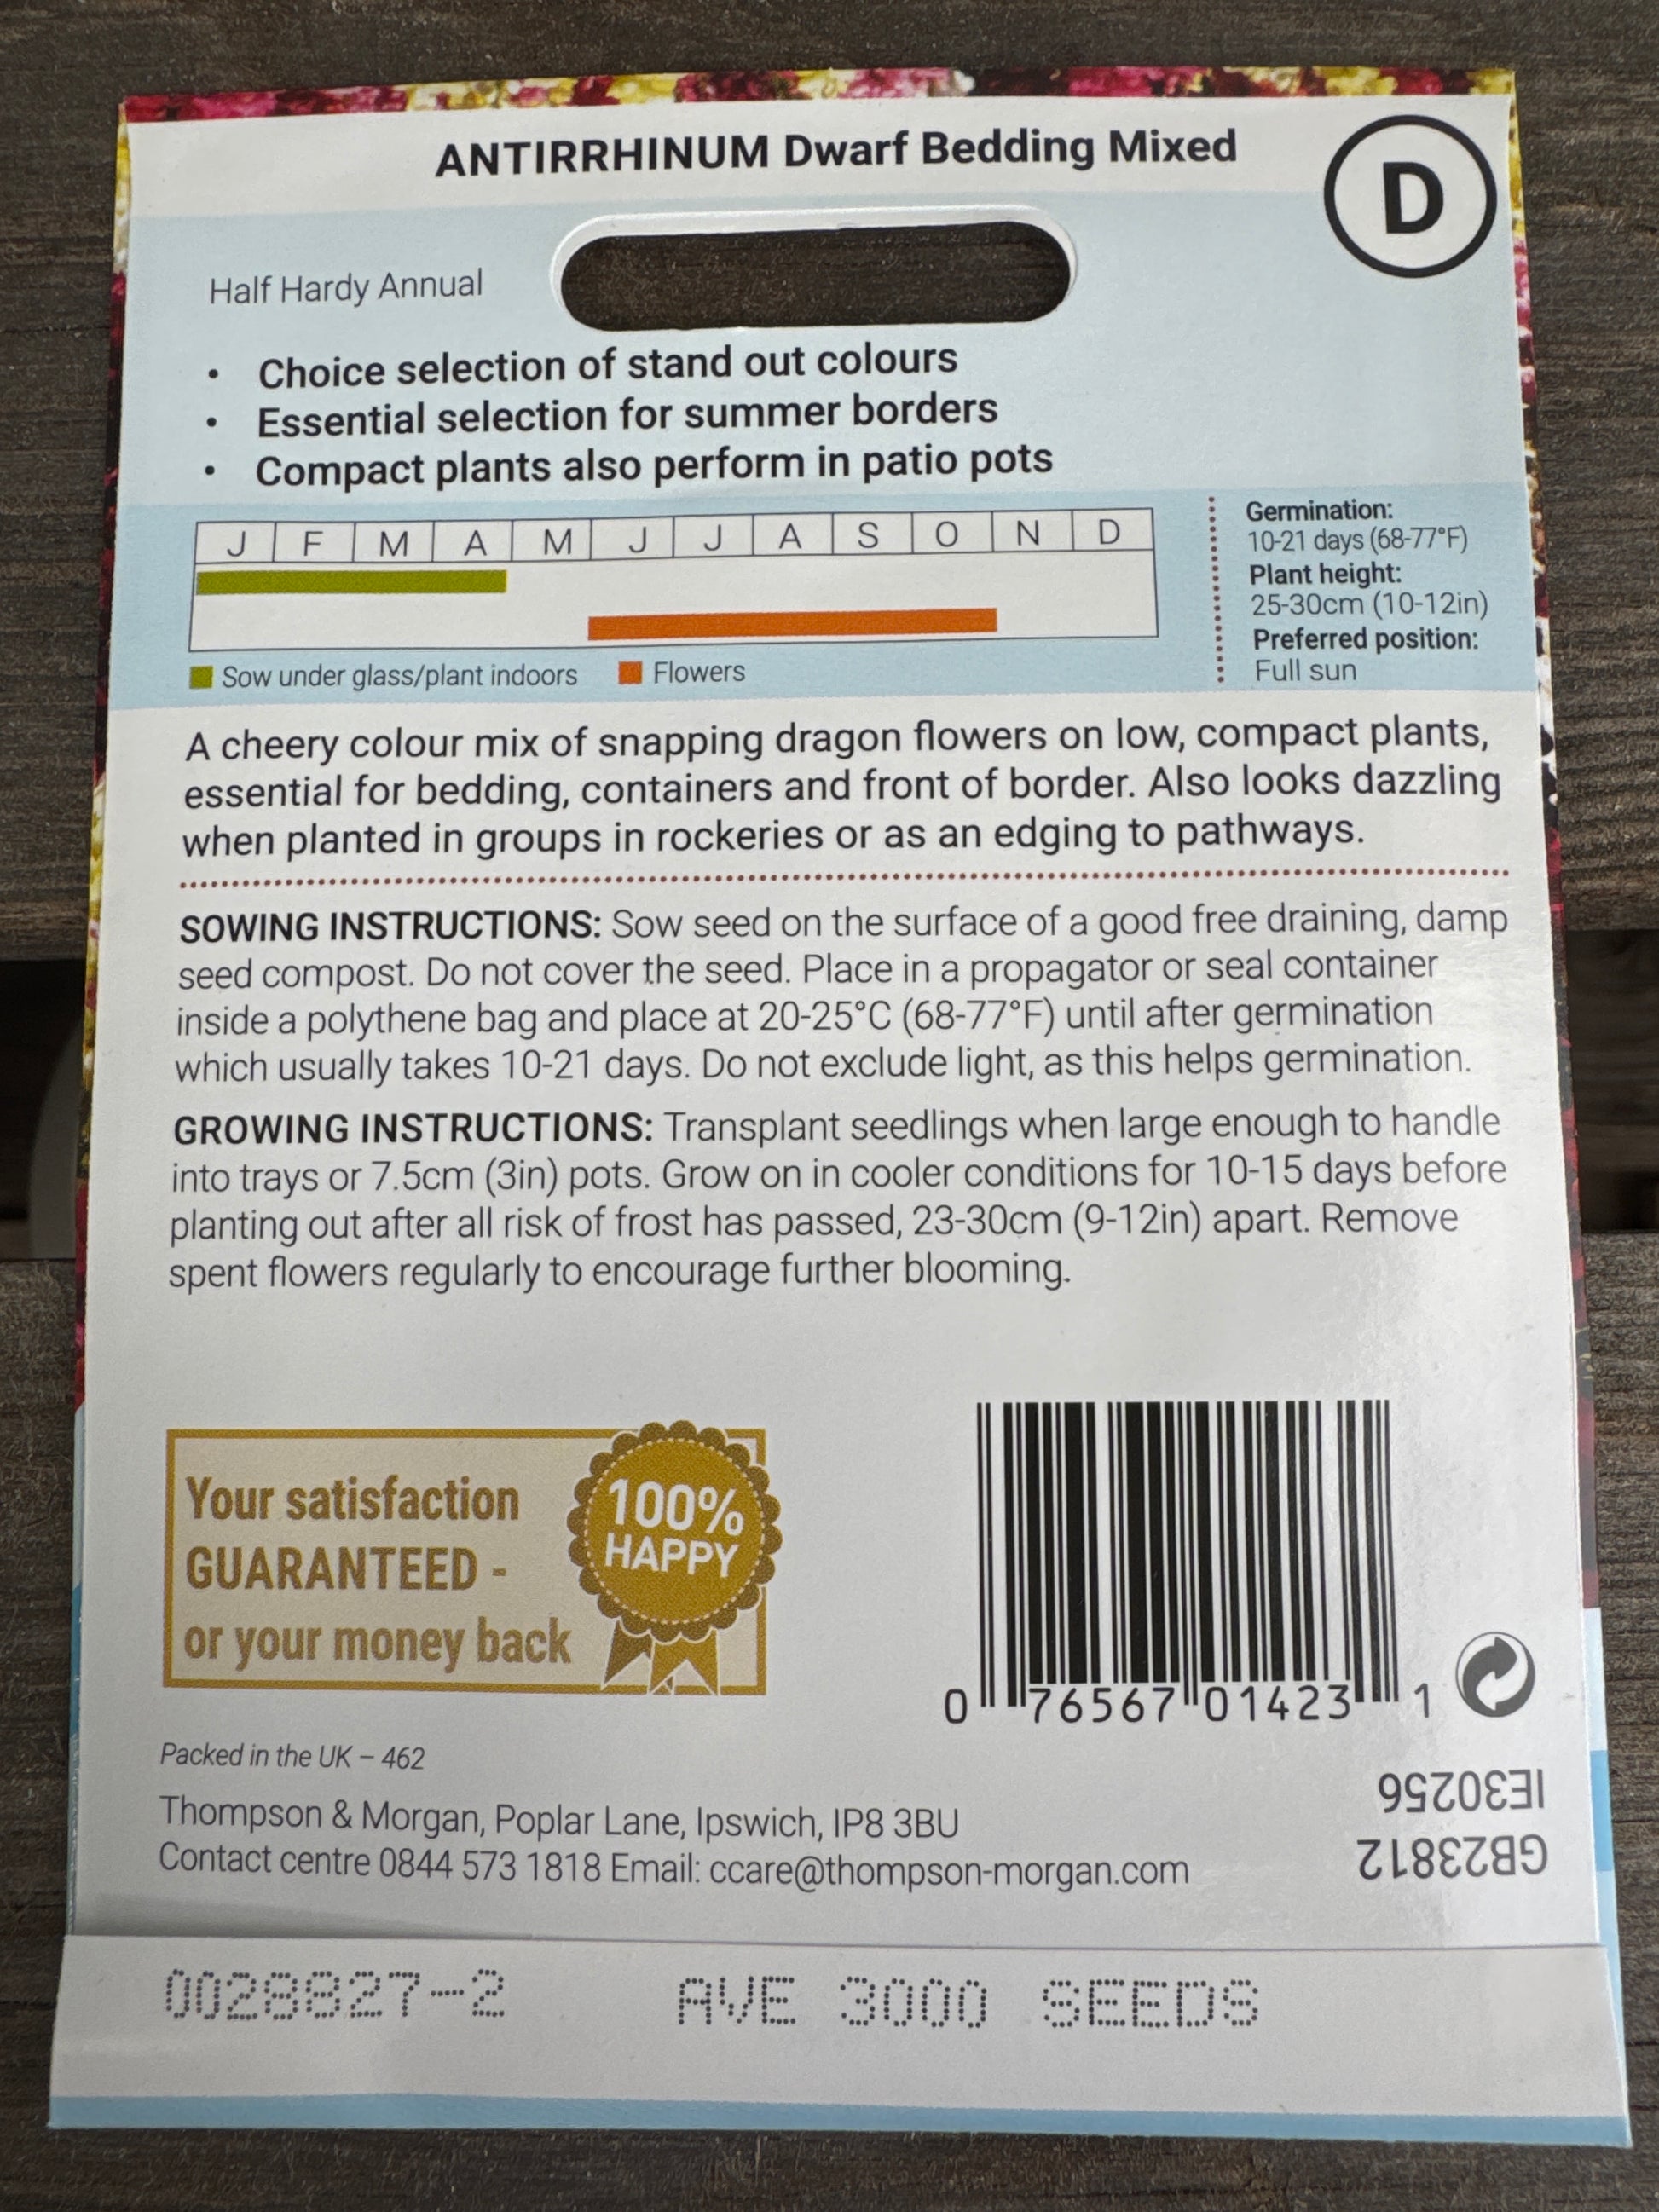 ANTIRRHINUM Dwarf Bedding Mixed
D
Half Hardy Annual
• Choice selection of stand out colours
• Essential selection for summer borders
• Compact plants also perform in patio pots
J F M A M J J A S O N D
Sow under glass/plant indoors Flowers
Germination:
10-21 days (68-77°F)
Plant height:
25-30cm (10-12in)
Preferred position:
Full sun
A cheery colour mix of snapping dragon flowers on low, compact plants,
essential for bedding, containers and front of border. Also looks dazzling
when planted in groups in rockeries or as an edging to pathways.
SOWING INSTRUCTIONS: Sow seed on the surface of a good free draining, damp
seed compost. Do not cover the seed. Place in a propagator or seal container
inside a polythene bag and place at 20-25°C (68-77°F) until after germination
which usually takes 10-21 days. Do not exclude light, as this helps germination.
GROWING INSTRUCTIONS: Transplant seedlings when large enough to handle
into trays or 7.5cm (3in) pots. Grow on in cooler conditions for 10-15 days before
planting out after all risk of frost has passed, 23-30cm (9-12in) apart. Remove
spent flowers regularly to encourage further blooming.
Your satisfaction
GUARANTEED -
or your money back
100%
HAPPY
0 76567 01423 1
Packed in the UK – 462
Thompson & Morgan, Poplar Lane, Ipswich, IP8 3BU
Contact centre 0844 573 1818 Email: ccare@thompson-morgan.com
GB23812
IE30256
0028827-2 AVE 3000 SEEDS